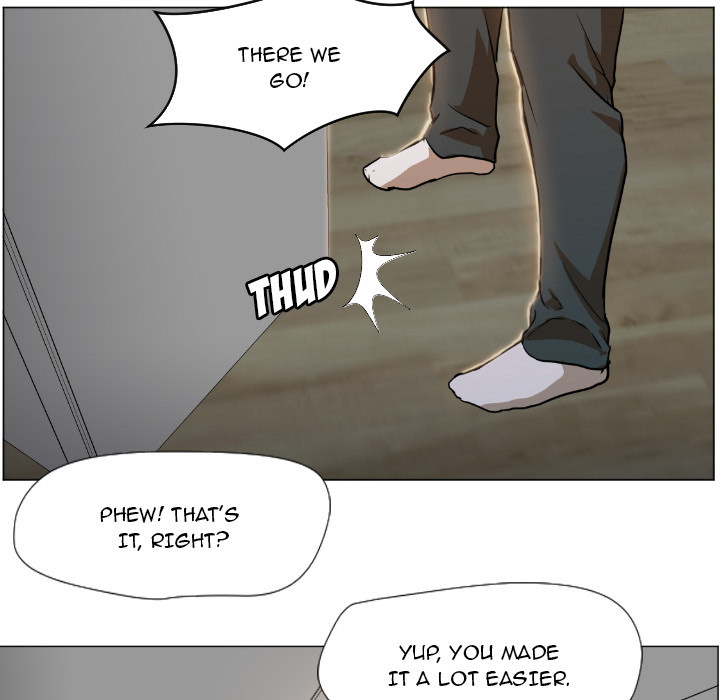 THERE WE
GO!
THUD
PHEW! THAT'S
IT, RIGHT?
YUP, YOU MADE
IT A LOT EASIER.